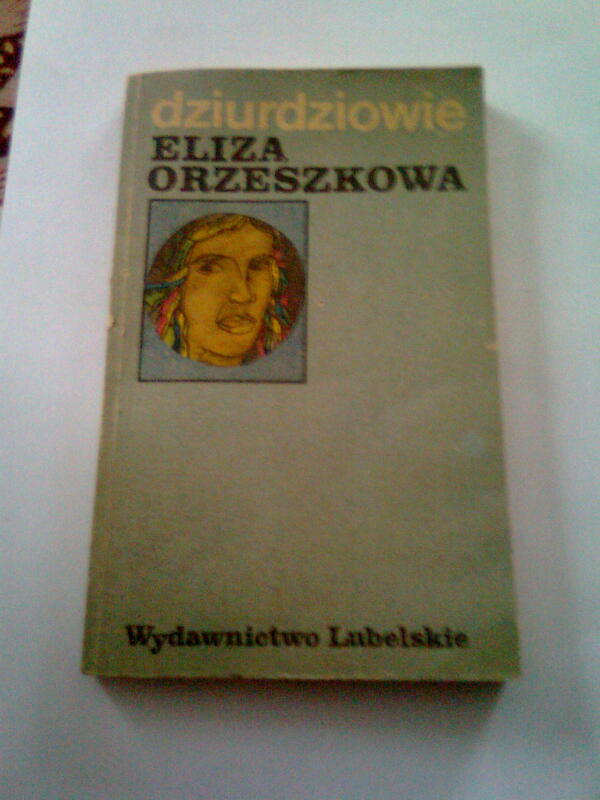 dziurdziowie
ELIZA
ORZESZKOWA
Wydawnictwo Lubelskie